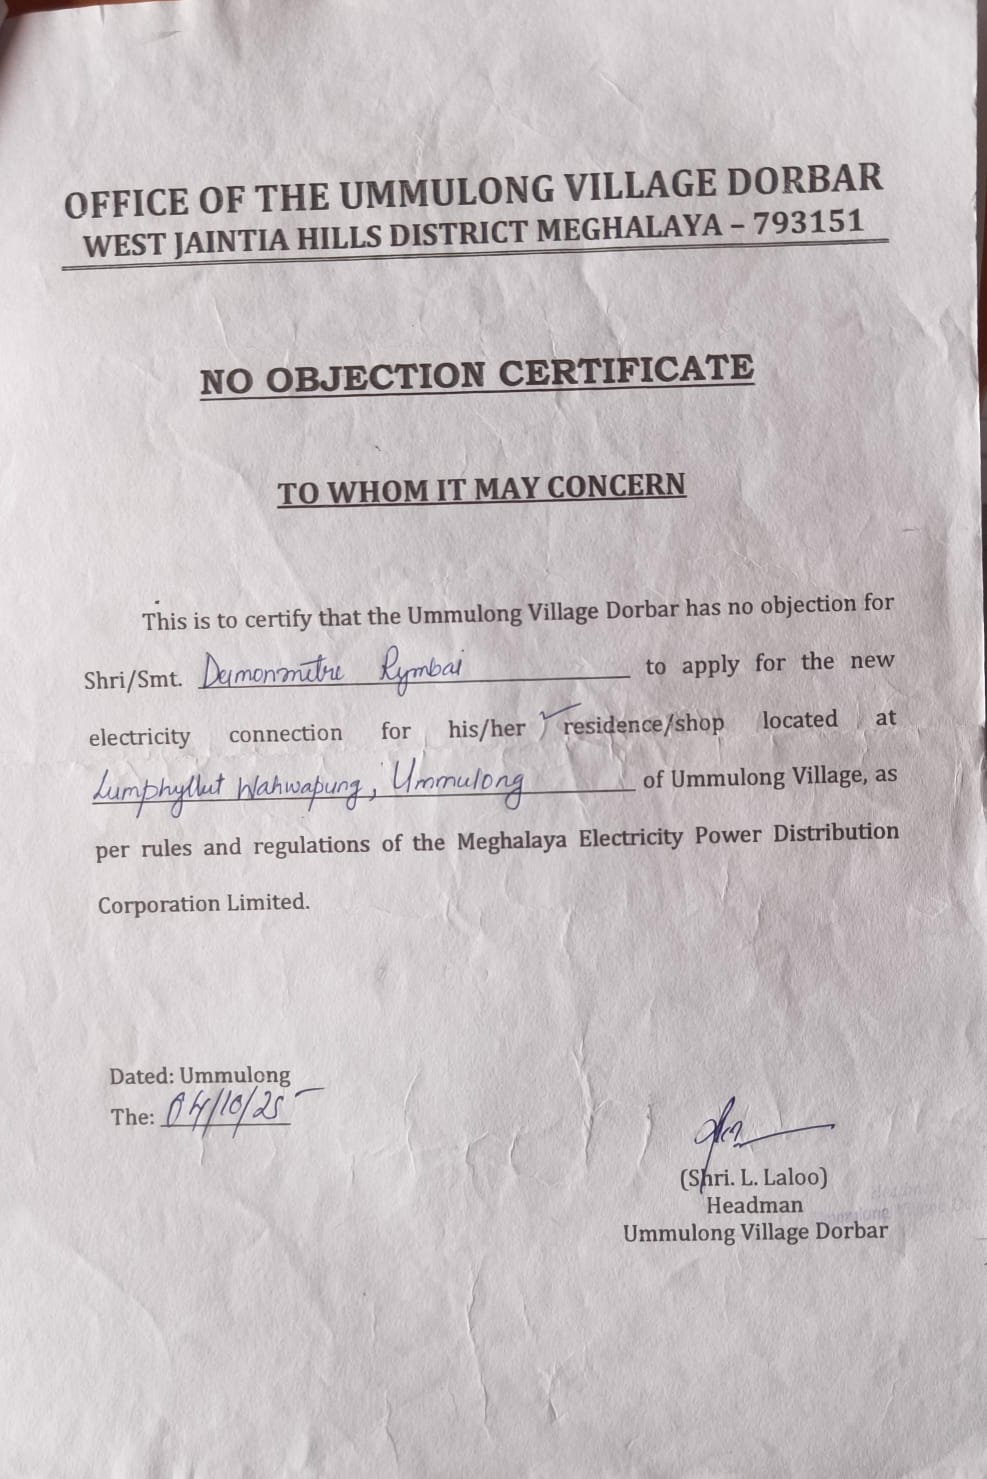 OFFICE OF THE UMMULONG VILLAGE DORBAR
WEST JAINTIA HILLS DISTRICT MEGHALAYA – 793151
NO OBJECTION CERTIFICATE
TO WHOM IT MAY CONCERN
This is to certify that the Ummulong Village Dorbar has no objection for
Shri/Smt. Rymbai to apply for the new
electricity connection for his/her ✓ residence/shop located at
Lumphyllut Wahwapung, Ummulong of Ummulong Village, as
per rules and regulations of the Meghalaya Electricity Power Distribution
Corporation Limited.
Dated: Ummulong
The: 04/10/25
(Shri. L. Laloo)
Headman
Ummulong Village Dorbar